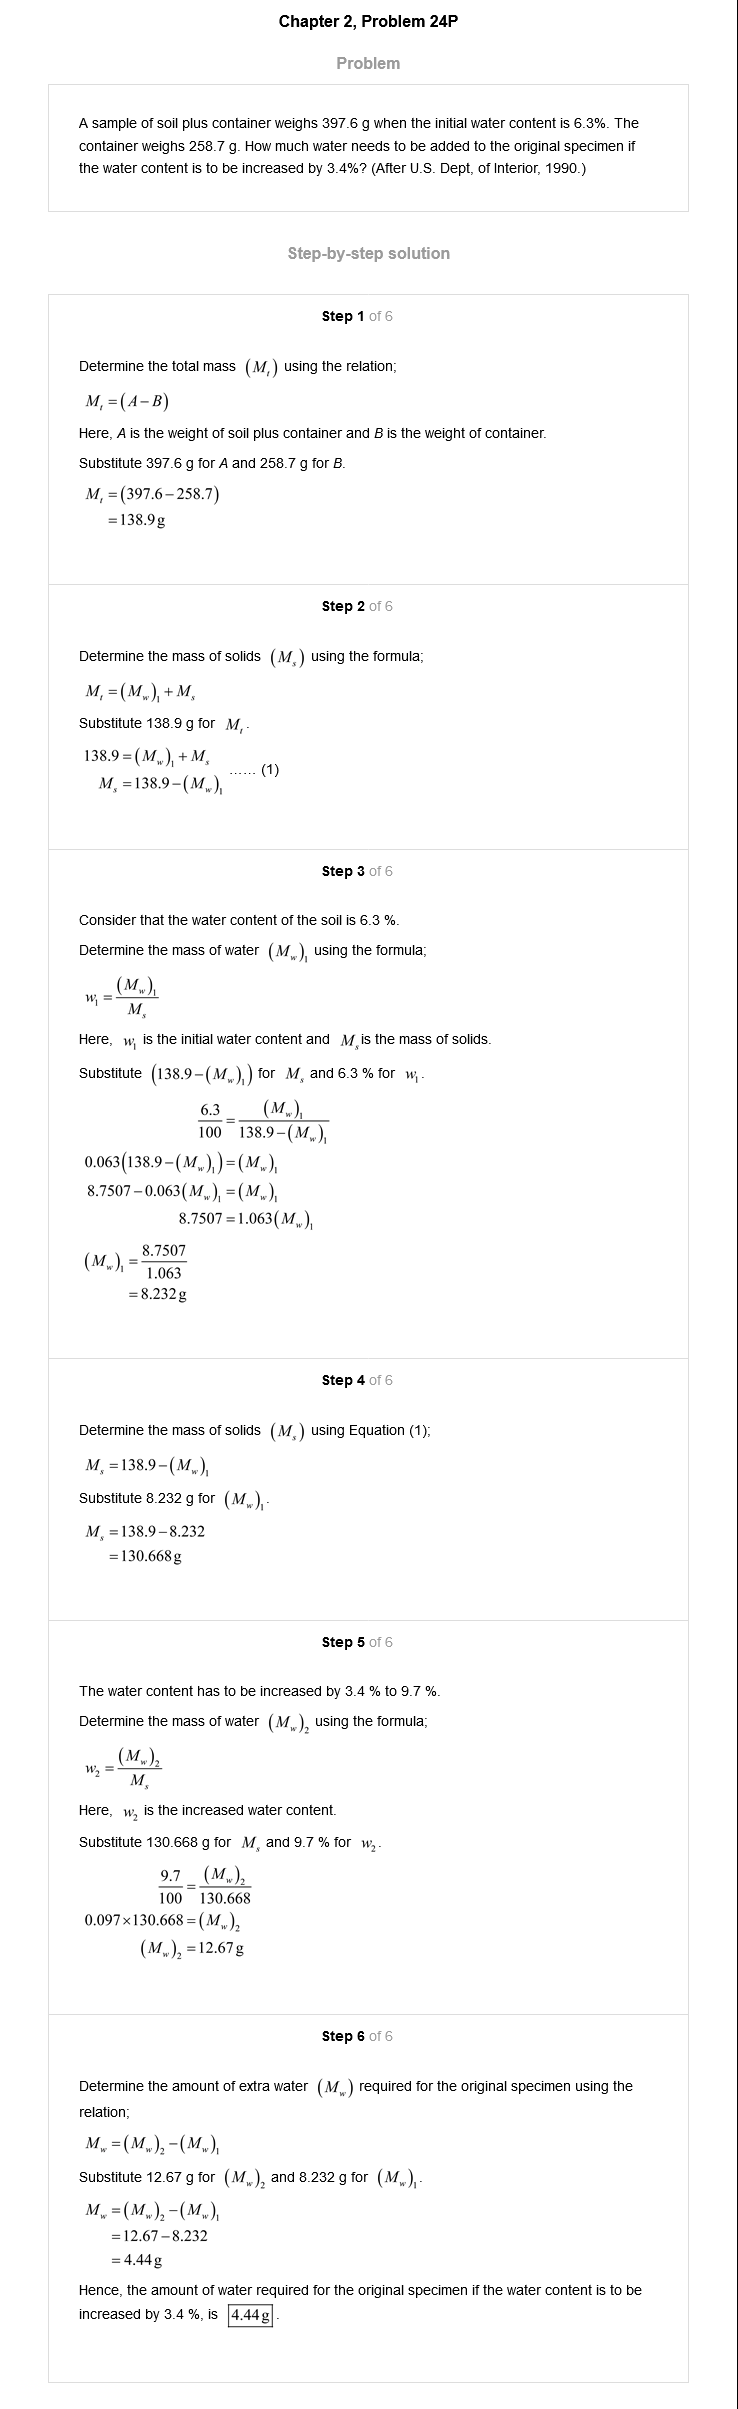 Chapter 2, Problem 24P
Problem
A sample of soil plus container weighs 397.6 g when the initial water content is 6.3%. The
container weighs 258.7 g. How much water needs to be added to the original specimen if
the water content is to be increased by 3.4%? (After U.S. Dept, of Interior, 1990.)
Step-by-step solution
Step 1 of 6
Determine the total mass (M_t) using the relation;
M_t = (A − B)
Here, A is the weight of soil plus container and B is the weight of container.
Substitute 397.6 g for A and 258.7 g for B.
M_t = (397.6 − 258.7)
= 138.9 g
Step 2 of 6
Determine the mass of solids (M_s) using the formula;
M_t = (M_w)_1 + M_s
Substitute 138.9 g for M_t.
138.9 = (M_w)_1 + M_s
M_s = 138.9 − (M_w)_1 ...... (1)
Step 3 of 6
Consider that the water content of the soil is 6.3 %.
Determine the mass of water (M_w)_1 using the formula;
w_1 = (M_w)_1 / M_s
Here, w_1 is the initial water content and M_s is the mass of solids.
Substitute (138.9 − (M_w)_1) for M_s and 6.3 % for w_1.
6.3 / 100 = (M_w)_1 / 138.9 − (M_w)_1
0.063(138.9 − (M_w)_1) = (M_w)_1
8.7507 − 0.063(M_w)_1 = (M_w)_1
8.7507 = 1.063(M_w)_1
(M_w)_1 = 8.7507 / 1.063
= 8.232 g
Step 4 of 6
Determine the mass of solids (M_s) using Equation (1);
M_s = 138.9 − (M_w)_1
Substitute 8.232 g for (M_w)_1.
M_s = 138.9 − 8.232
= 130.668 g
Step 5 of 6
The water content has to be increased by 3.4 % to 9.7 %.
Determine the mass of water (M_w)_2 using the formula;
w_2 = (M_w)_2 / M_s
Here, w_2 is the increased water content.
Substitute 130.668 g for M_s and 9.7 % for w_2.
9.7 / 100 = (M_w)_2 / 130.668
0.097 × 130.668 = (M_w)_2
(M_w)_2 = 12.67 g
Step 6 of 6
Determine the amount of extra water (M_w) required for the original specimen using the
relation;
M_w = (M_w)_2 − (M_w)_1
Substitute 12.67 g for (M_w)_2 and 8.232 g for (M_w)_1.
M_w = (M_w)_2 − (M_w)_1
= 12.67 − 8.232
= 4.44 g
Hence, the amount of water required for the original specimen if the water content is to be
increased by 3.4 %, is 4.44 g.